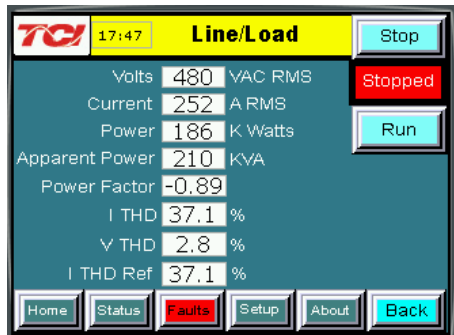 TCI 17:47 Line/Load Stop
Volts 480 VAC RMS Stopped
Current 252 A RMS
Power 186 K Watts Run
Apparent Power 210 KVA
Power Factor -0.89
I THD 37.1 %
V THD 2.8 %
I THD Ref 37.1 %
Home Status Faults Setup About Back